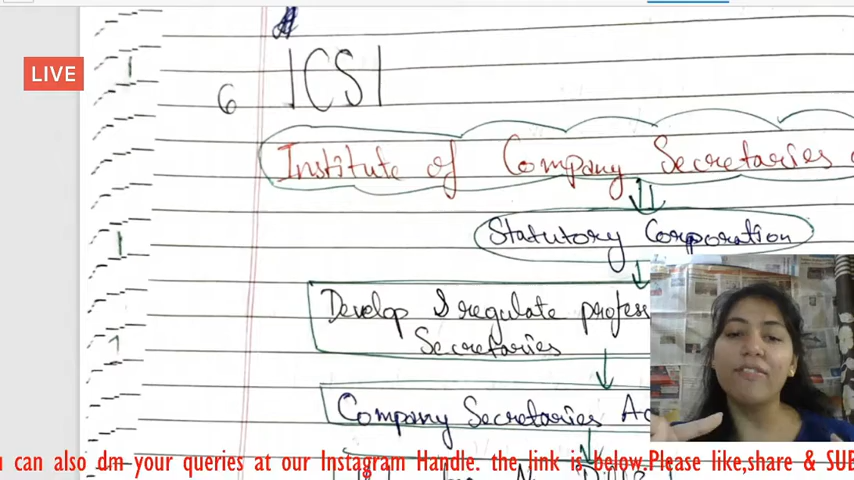 LIVE
6 ICSI
Institute of Company Secretaries
Statutory Corporation
Develop & regulate profess
Secretaries
Company Secretaries Ac
can also dm your queries at our Instagram Handle. the link is below.Please like,share & SUB